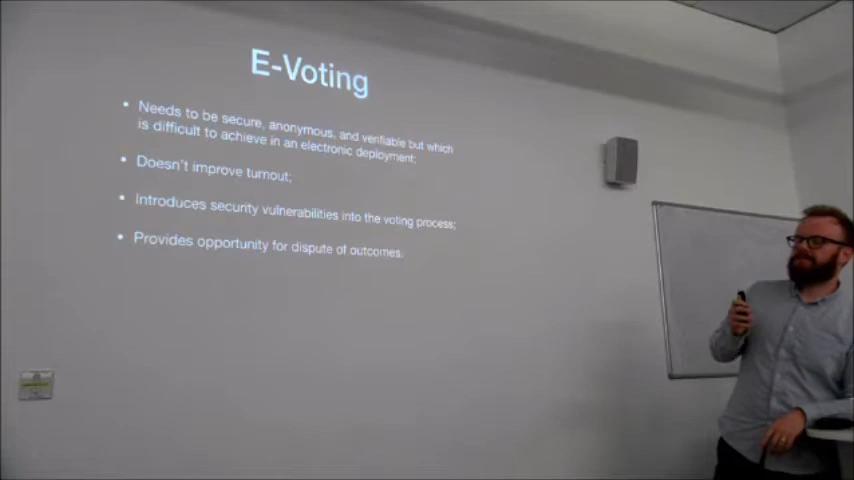 E-Voting
• Needs to be secure, anonymous, and verifiable but which
is difficult to achieve in an electronic deployment;
• Doesn't improve turnout;
• Introduces security vulnerabilities into the voting process;
• Provides opportunity for dispute of outcomes.